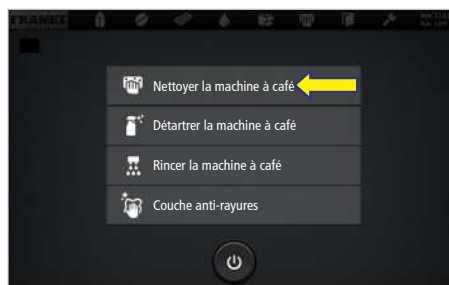 FRANKE
Nettoyer la machine à café
Détartrer la machine à café
Rincer la machine à café
Couche anti-rayures